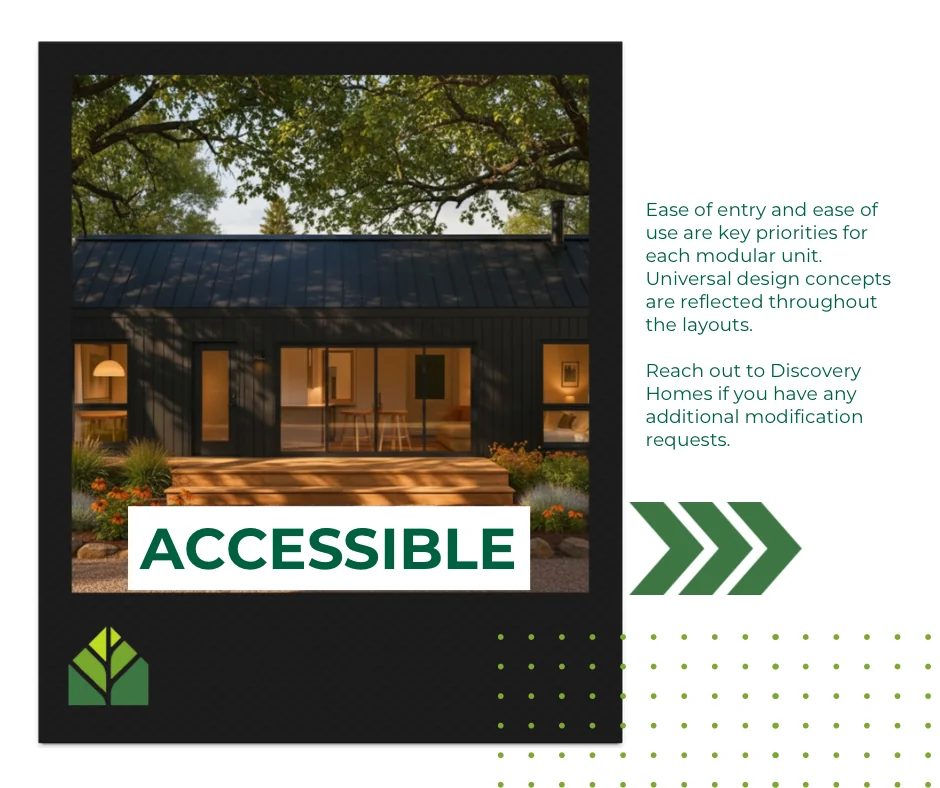 Ease of entry and ease of
use are key priorities for
each modular unit.
Universal design concepts
are reflected throughout
the layouts.
Reach out to Discovery
Homes if you have any
additional modification
requests.
ACCESSIBLE